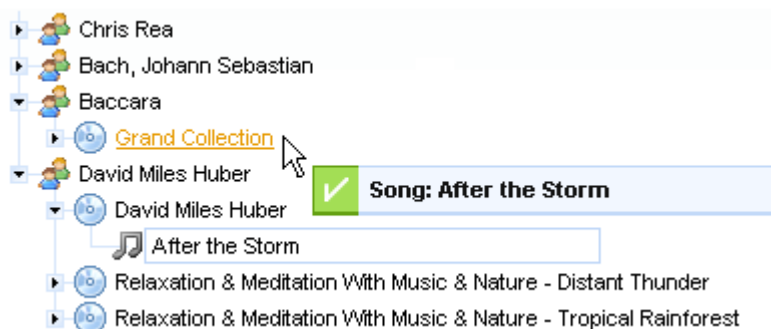 Chris Rea
Bach, Johann Sebastian
Baccara
Grand Collection
David Miles Huber
Song: After the Storm
David Miles Huber
After the Storm
Relaxation & Meditation With Music & Nature - Distant Thunder
Relaxation & Meditation With Music & Nature - Tropical Rainforest